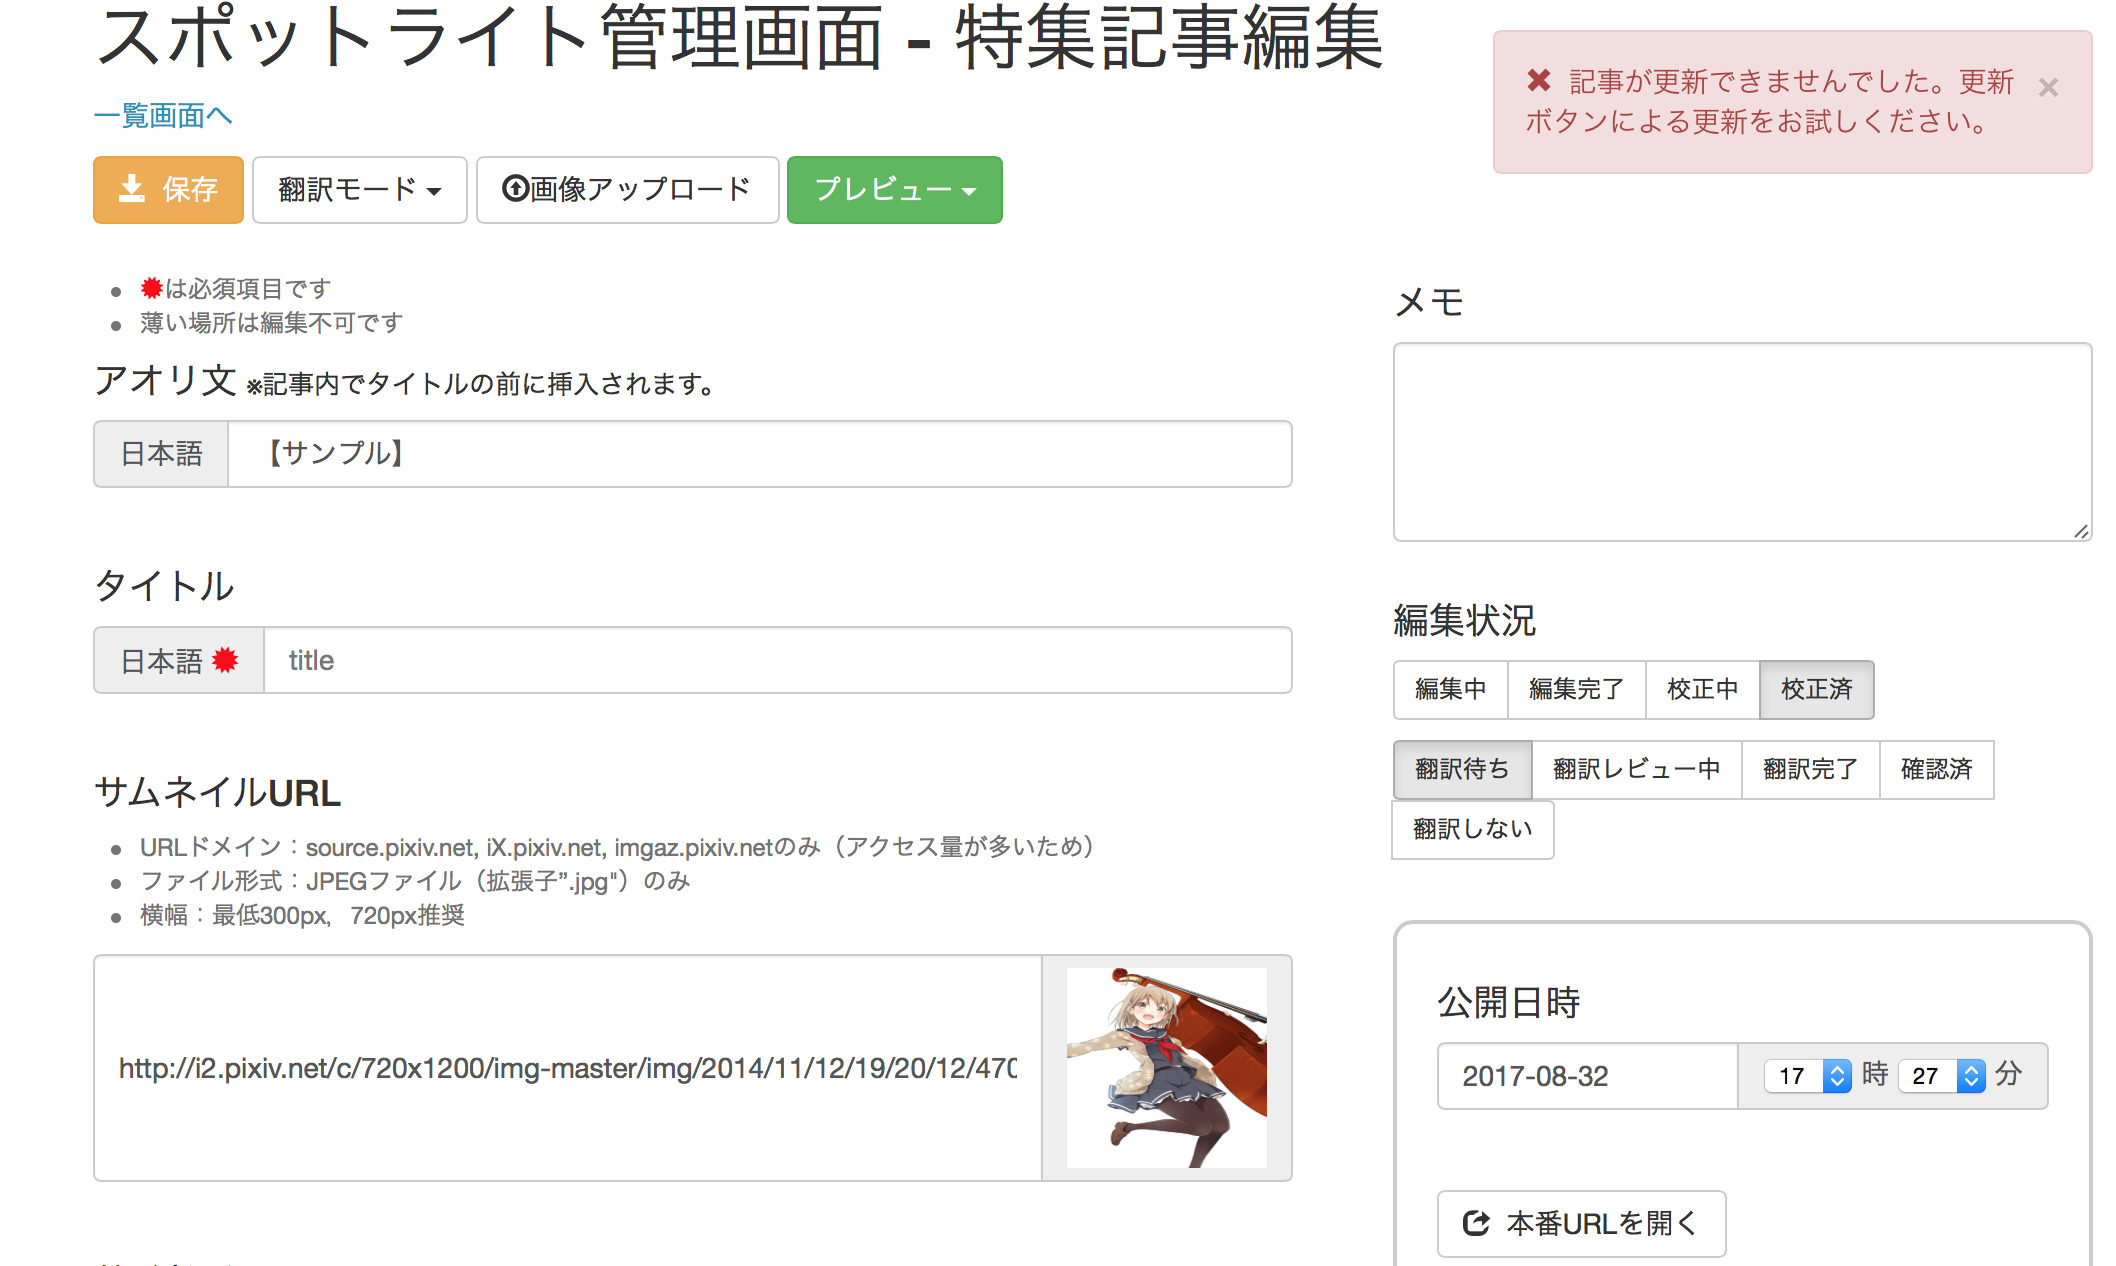 スポットライト管理画面 - 特集記事編集
一覧画面へ
保存
翻訳モード
画像アップロード
プレビュー
記事が更新できませんでした。更新
ボタンによる更新をお試しください。
×
は必須項目です
薄い場所は編集不可です
アオリ文 ※記事内でタイトルの前に挿入されます。
日本語
【サンプル】
タイトル
日本語
title
サムネイルURL
URLドメイン：source.pixiv.net, iX.pixiv.net, imgaz.pixiv.netのみ（アクセス量が多いため）
ファイル形式：JPEGファイル（拡張子”.jpg"）のみ
横幅：最低300px，720px推奨
http://i2.pixiv.net/c/720x1200/img-master/img/2014/11/12/19/20/12/470
メモ
編集状況
編集中
編集完了
校正中
校正済
翻訳待ち
翻訳レビュー中
翻訳完了
確認済
翻訳しない
公開日時
2017-08-32
17 時 27 分
本番URLを開く